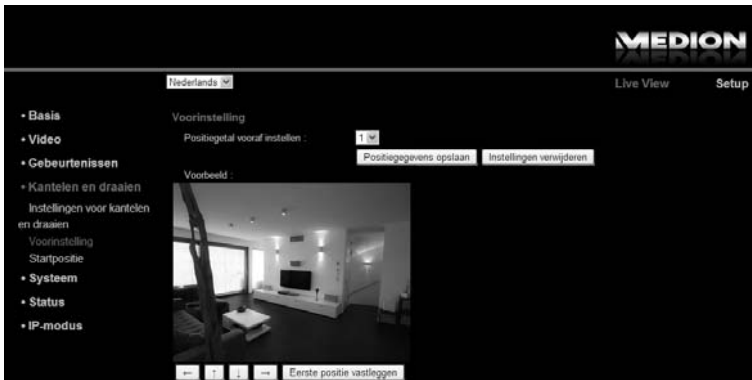 MEDION
Nederlands
Live View Setup
• Basis
• Video
• Gebeurtenissen
• Kantelen en draaien
Instellingen voor kantelen
en draaien
Voorinstelling
Startpositie
• Systeem
• Status
• IP-modus
Voorinstelling
Positiegetal vooraf instellen :
1
Positiegegevens opslaan Instellingen verwijderen
Voorbeeld :
← ↑ ↓ → Eerste positie vastleggen